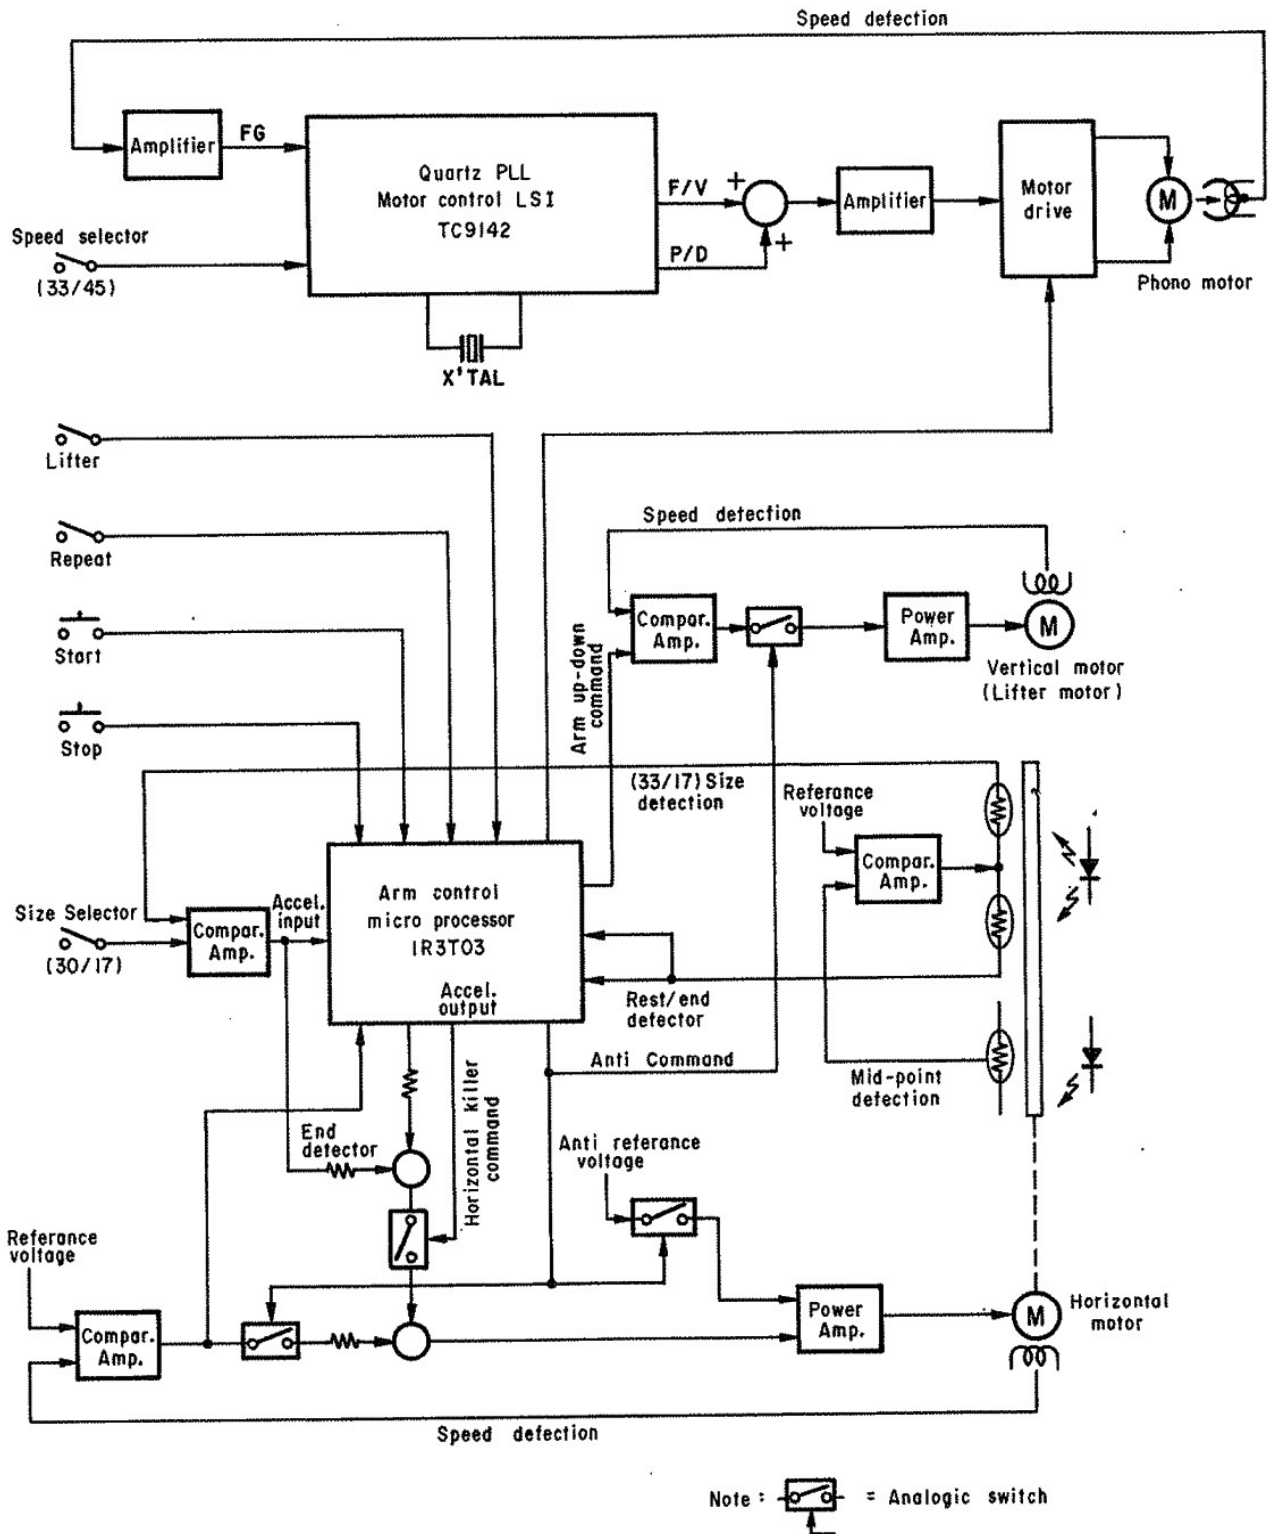 Speed detection
Amplifier
FG
Quartz PLL
Motor control LSI
TC9142
F/V
+
P/D
+
Amplifier
Motor
drive
M
Phono motor
Speed selector
(33/45)
X'TAL
Lifter
Repeat
Start
Stop
Speed detection
Compar.
Amp.
Power
Amp.
M
Vertical motor
(Lifter motor)
Arm up-down
command
(33/17) Size
detection
Referance
voltage
Compar.
Amp.
Size Selector
(30/17)
Compar.
Amp.
Accel.
input
Arm control
micro processor
IR3T03
Accel.
output
Rest/end
detector
Anti Command
Mid-point
detection
End
detector
Horizontal killer
command
Anti referance
voltage
Referance
voltage
Compar.
Amp.
Power
Amp.
M
Horizontal
motor
Speed detection
Note : = Analogic switch